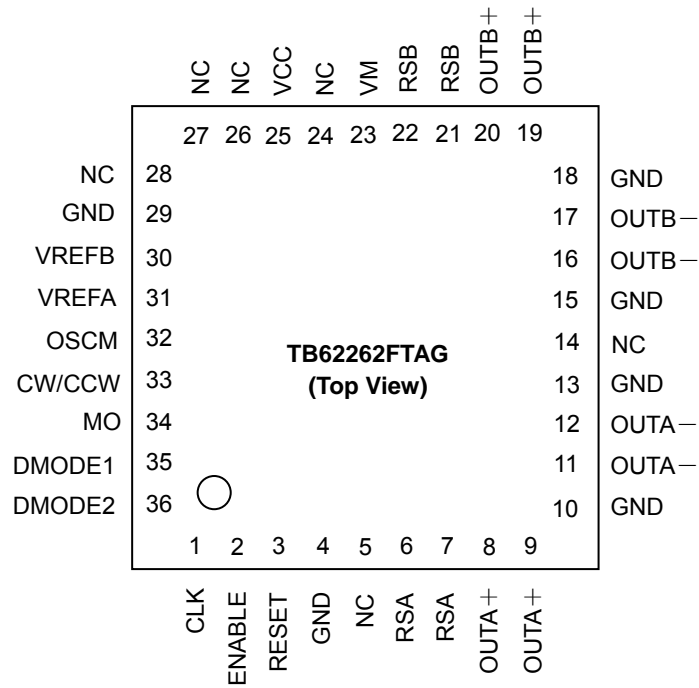 NC NC VCC NC VM RSB RSB OUTB+ OUTB+
27 26 25 24 23 22 21 20 19
NC 28 18 GND
GND 29 17 OUTB−
VREFB 30 16 OUTB−
VREFA 31 15 GND
OSCM 32 14 NC
TB62262FTAG
(Top View)
CW/CCW 33 13 GND
MO 34 12 OUTA−
DMODE1 35 11 OUTA−
DMODE2 36 10 GND
1 2 3 4 5 6 7 8 9
CLK ENABLE RESET GND NC RSA RSA OUTA+ OUTA+